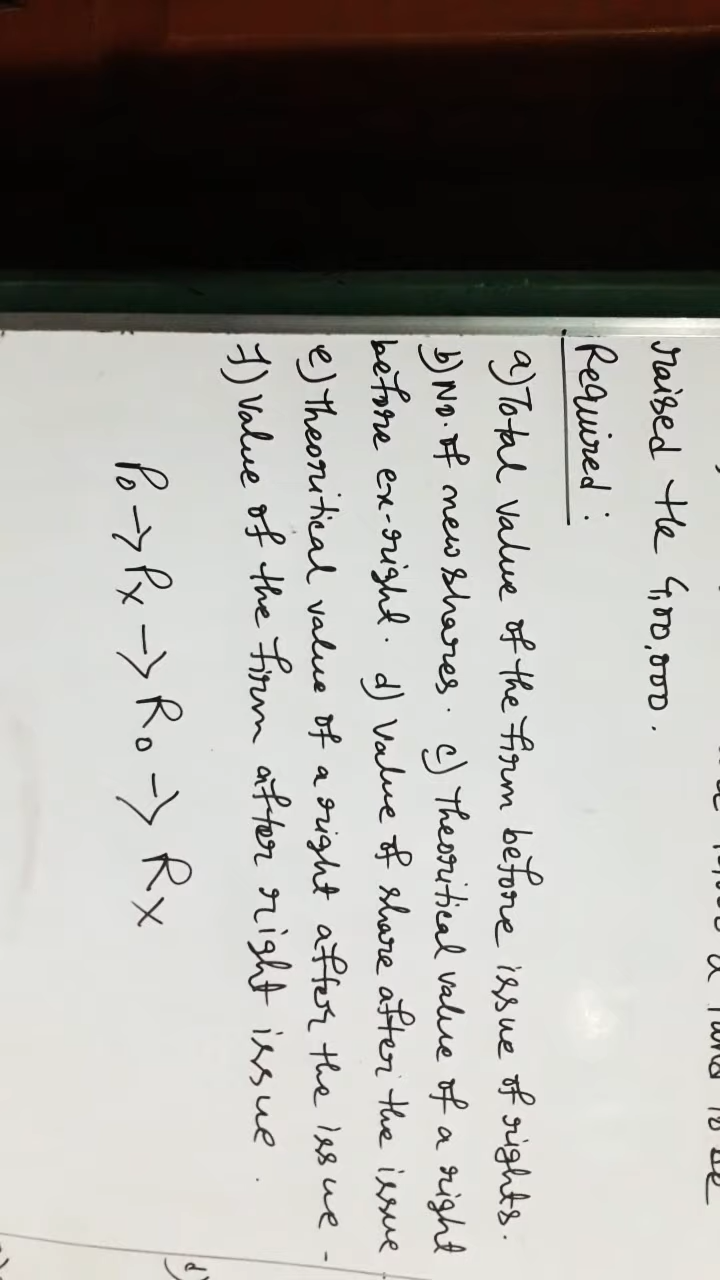 raised the 4,00,000.
Required:
a) Total value of the firm before issue of rights.
b) No. of new shares. c) Theoritical value of a right
before ex-right. d) Value of share after the issue
e) Theoritical value of a right after the issue -
f) Value of the firm after right issue.
P0 → Px → R0 → Rx
d)